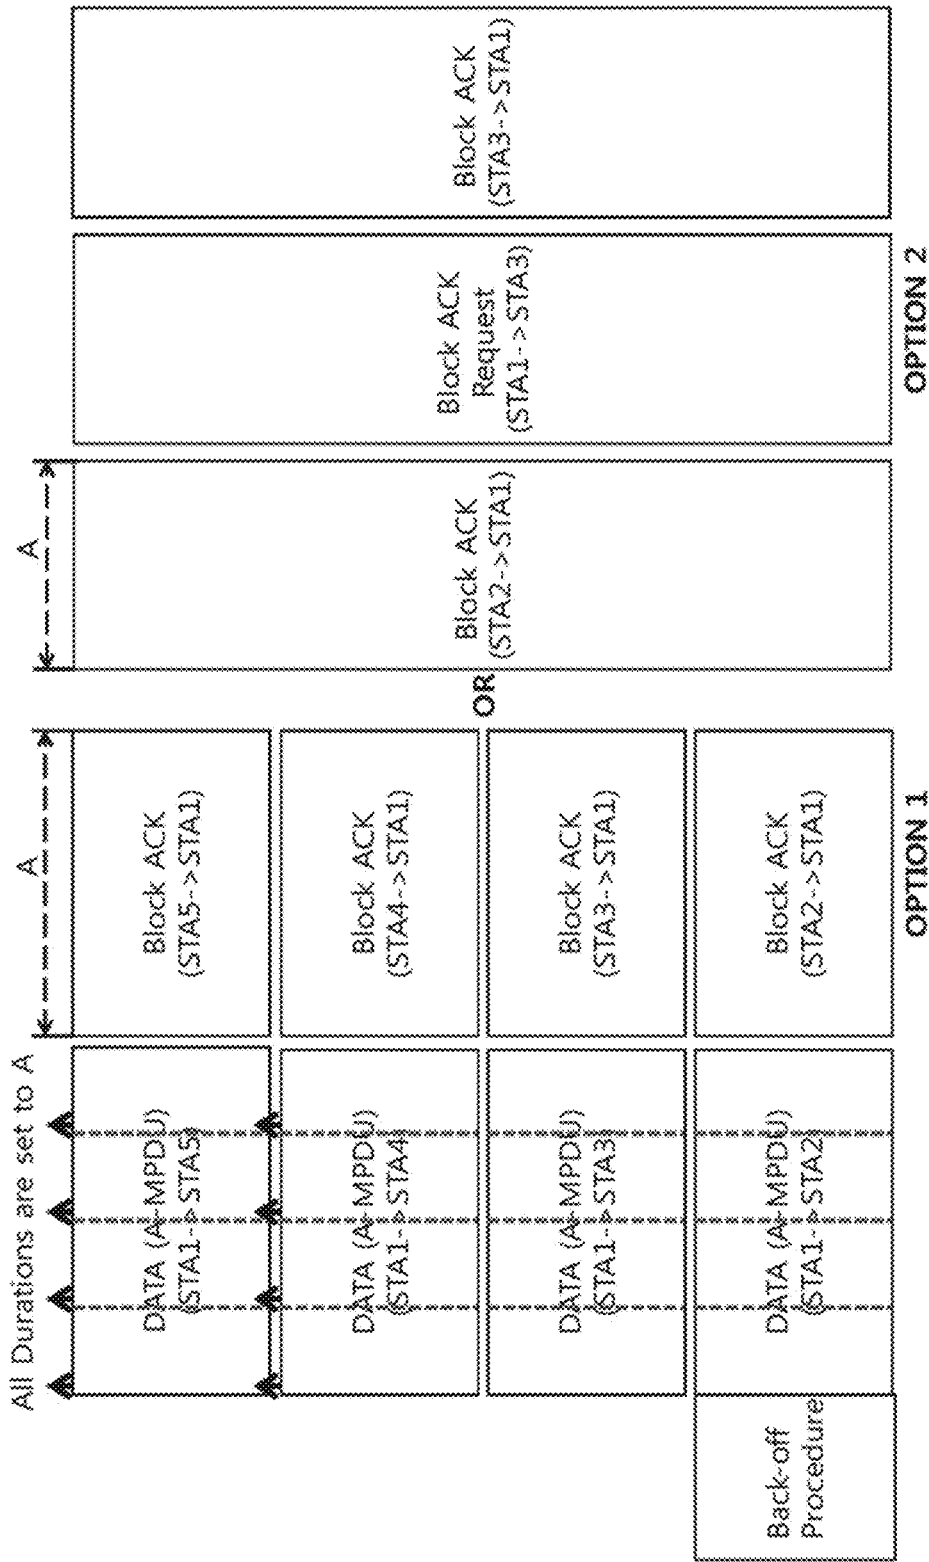 All Durations are set to A
A
A
DATA (A-MPDU)
(STA1->STA5)
Block ACK
(STA5->STA1)
DATA (A-MPDU)
(STA1->STA4)
Block ACK
(STA4->STA1)
DATA (A-MPDU)
(STA1->STA3)
Block ACK
(STA3->STA1)
Back-off
Procedure
DATA (A-MPDU)
(STA1->STA2)
Block ACK
(STA2->STA1)
OR
Block ACK
(STA2->STA1)
Block ACK
Request
(STA1->STA3)
Block ACK
(STA3->STA1)
OPTION 1
OPTION 2